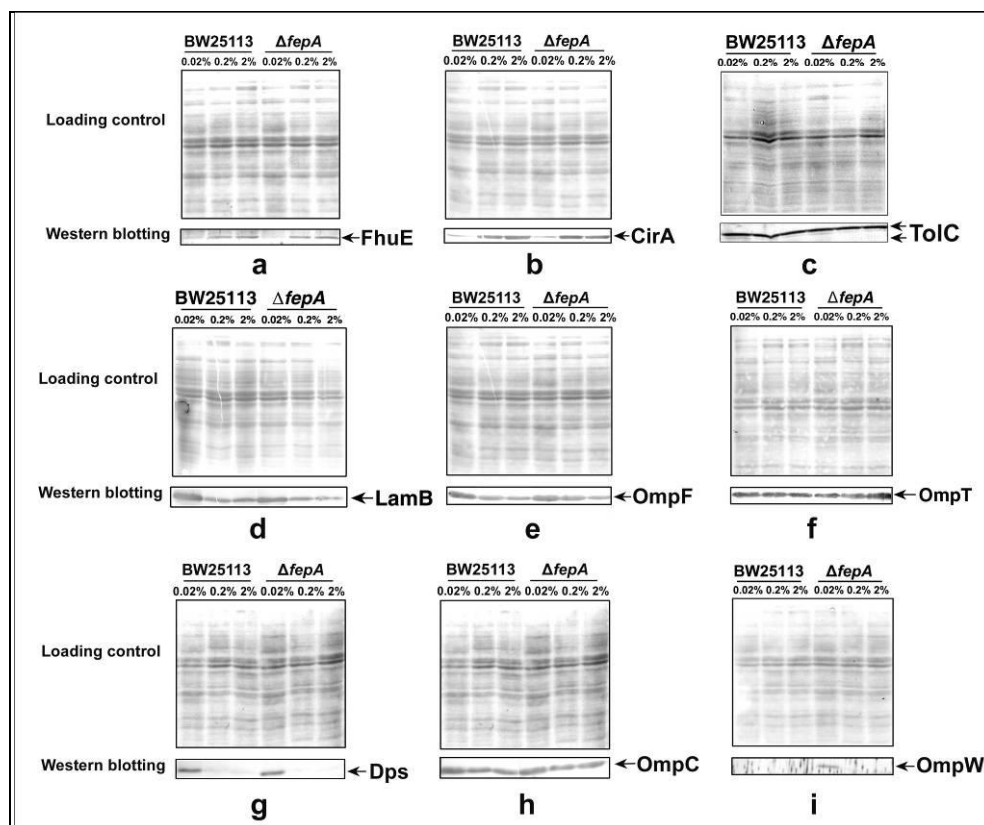 BW25113 ΔfepA
0.02% 0.2% 2% 0.02% 0.2% 2%
BW25113 ΔfepA
0.02% 0.2% 2% 0.02% 0.2% 2%
BW25113 ΔfepA
0.02% 0.2% 2% 0.02% 0.2% 2%
Loading control
Western blotting
FhuE
CirA
TolC
a
b
c
BW25113 ΔfepA
0.02% 0.2% 2% 0.02% 0.2% 2%
BW25113 ΔfepA
0.02% 0.2% 2% 0.02% 0.2% 2%
BW25113 ΔfepA
0.02% 0.2% 2% 0.02% 0.2% 2%
Loading control
Western blotting
LamB
OmpF
OmpT
d
e
f
BW25113 ΔfepA
0.02% 0.2% 2% 0.02% 0.2% 2%
BW25113 ΔfepA
0.02% 0.2% 2% 0.02% 0.2% 2%
BW25113 ΔfepA
0.02% 0.2% 2% 0.02% 0.2% 2%
Loading control
Western blotting
Dps
OmpC
OmpW
g
h
i